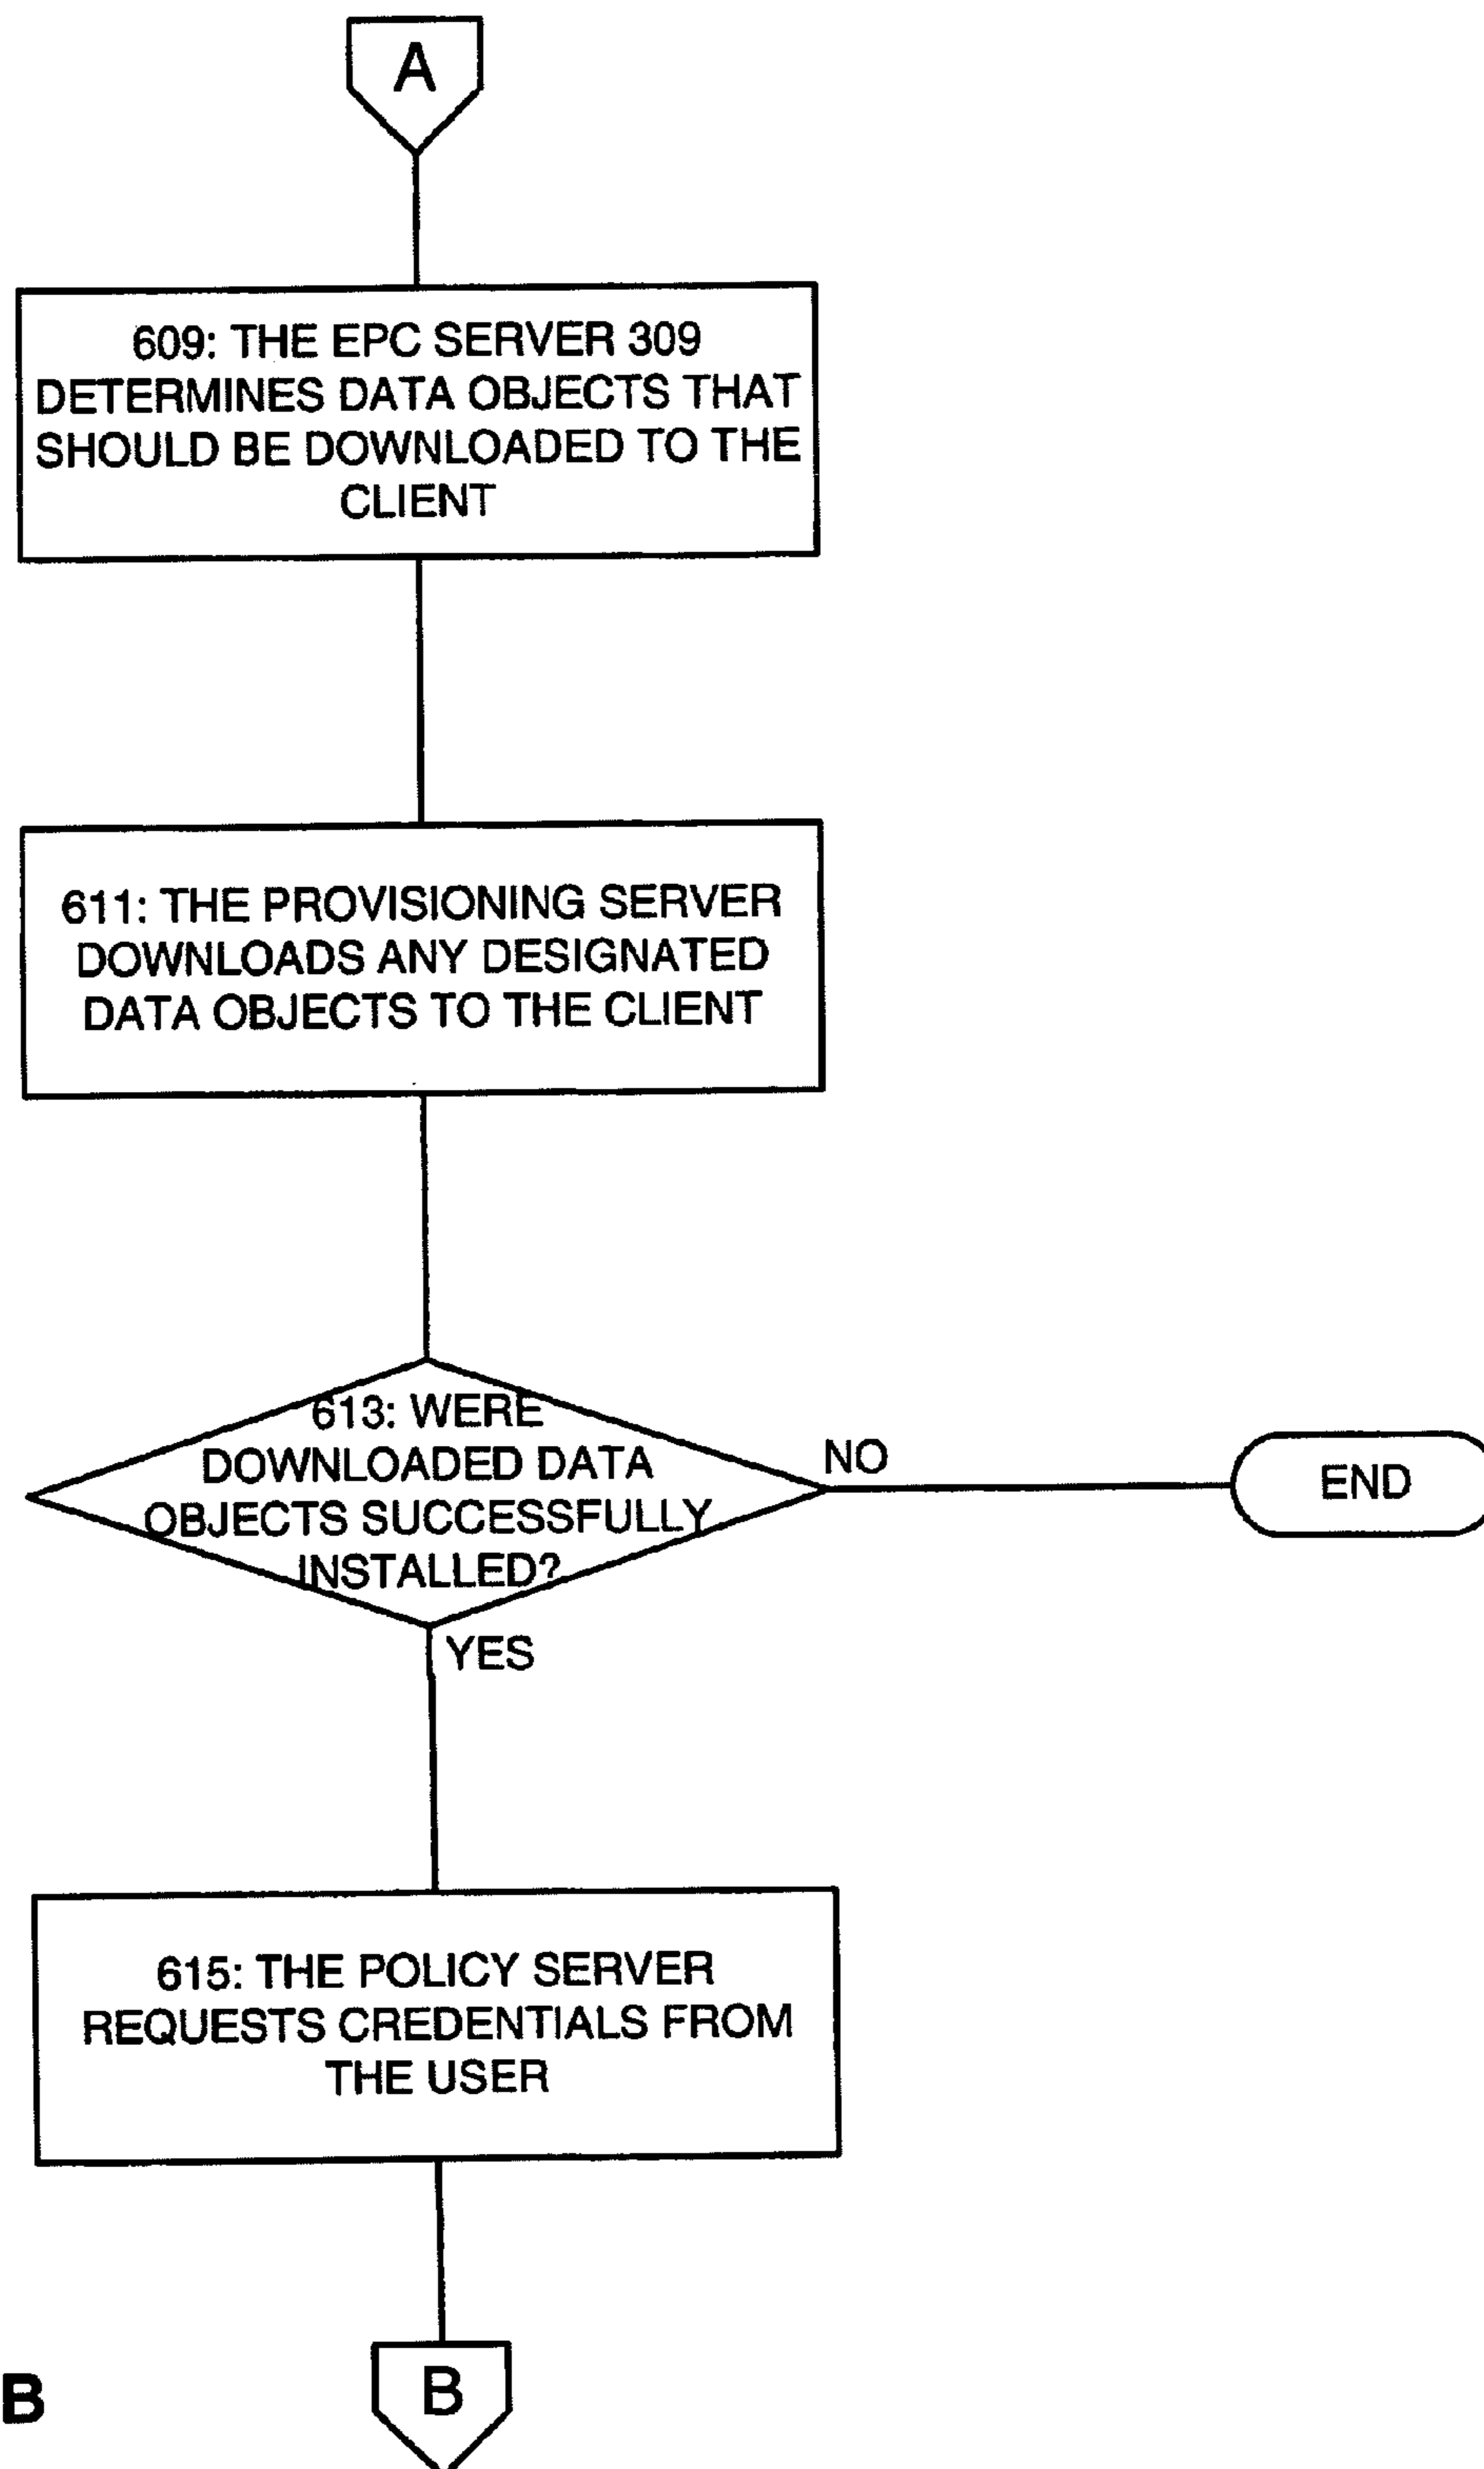 A
609: THE EPC SERVER 309
DETERMINES DATA OBJECTS THAT
SHOULD BE DOWNLOADED TO THE
CLIENT
611: THE PROVISIONING SERVER
DOWNLOADS ANY DESIGNATED
DATA OBJECTS TO THE CLIENT
613: WERE
DOWNLOADED DATA
OBJECTS SUCCESSFULLY
INSTALLED?
NO
END
YES
615: THE POLICY SERVER
REQUESTS CREDENTIALS FROM
THE USER
B
B